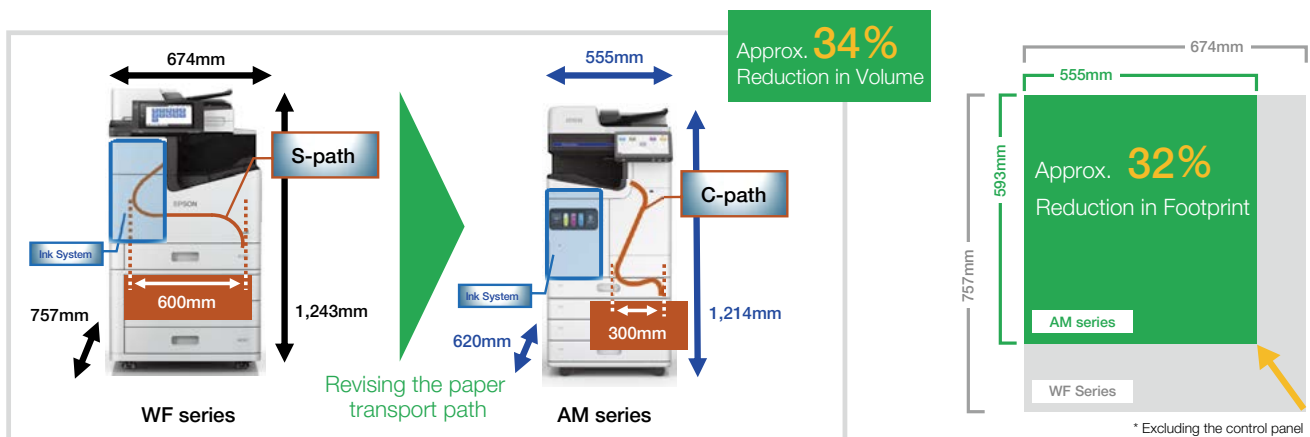 674mm
S-path
EPSON
Ink System
600mm
757mm
1,243mm
WF series
Revising the paper
transport path
555mm
C-path
Ink System
300mm
620mm
1,214mm
AM series
Approx. 34%
Reduction in Volume
674mm
555mm
757mm
593mm
Approx. 32%
Reduction in Footprint
AM series
WF Series
* Excluding the control panel